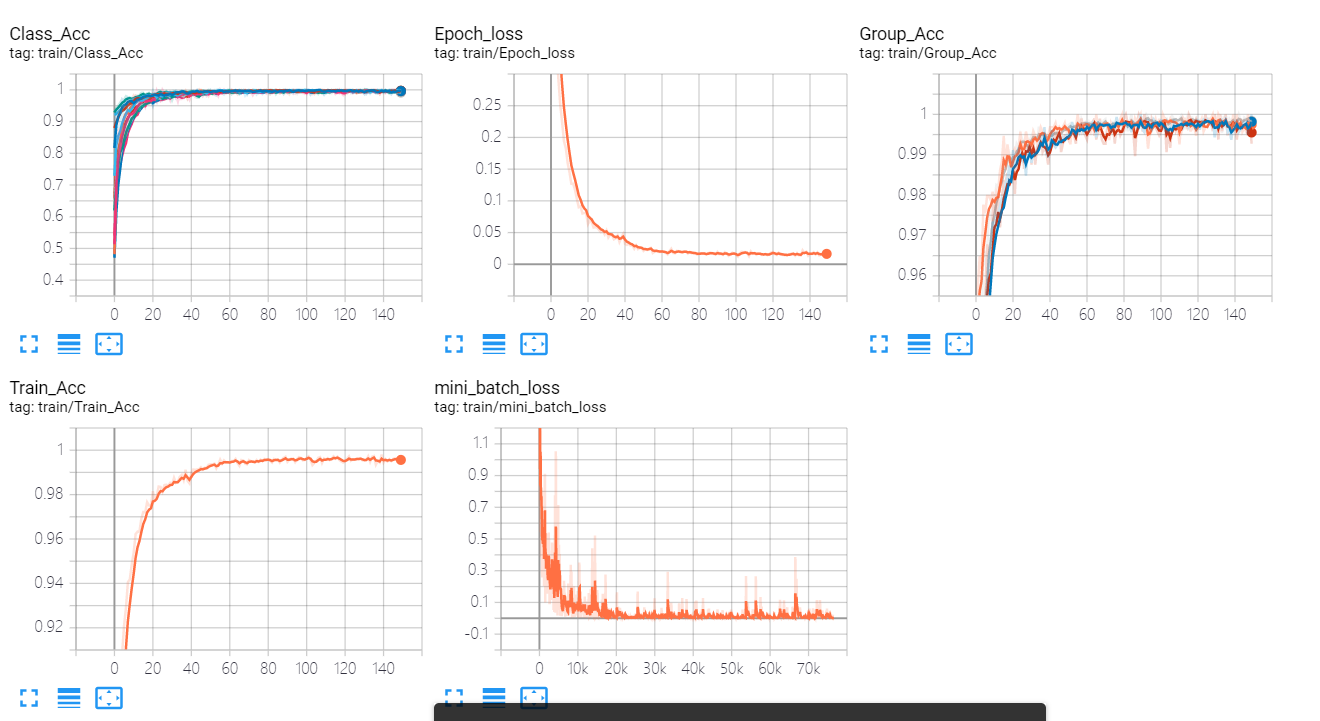 Class_Acc
tag: train/Class_Acc
1
0.9
0.8
0.7
0.6
0.5
0.4
0 20 40 60 80 100 120 140
Epoch_loss
tag: train/Epoch_loss
0.25
0.2
0.15
0.1
0.05
0
0 20 40 60 80 100 120 140
Group_Acc
tag: train/Group_Acc
1
0.99
0.98
0.97
0.96
0 20 40 60 80 100 120 140
Train_Acc
tag: train/Train_Acc
1
0.98
0.96
0.94
0.92
0 20 40 60 80 100 120 140
mini_batch_loss
tag: train/mini_batch_loss
1.1
0.9
0.7
0.5
0.3
0.1
-0.1
0 10k 20k 30k 40k 50k 60k 70k